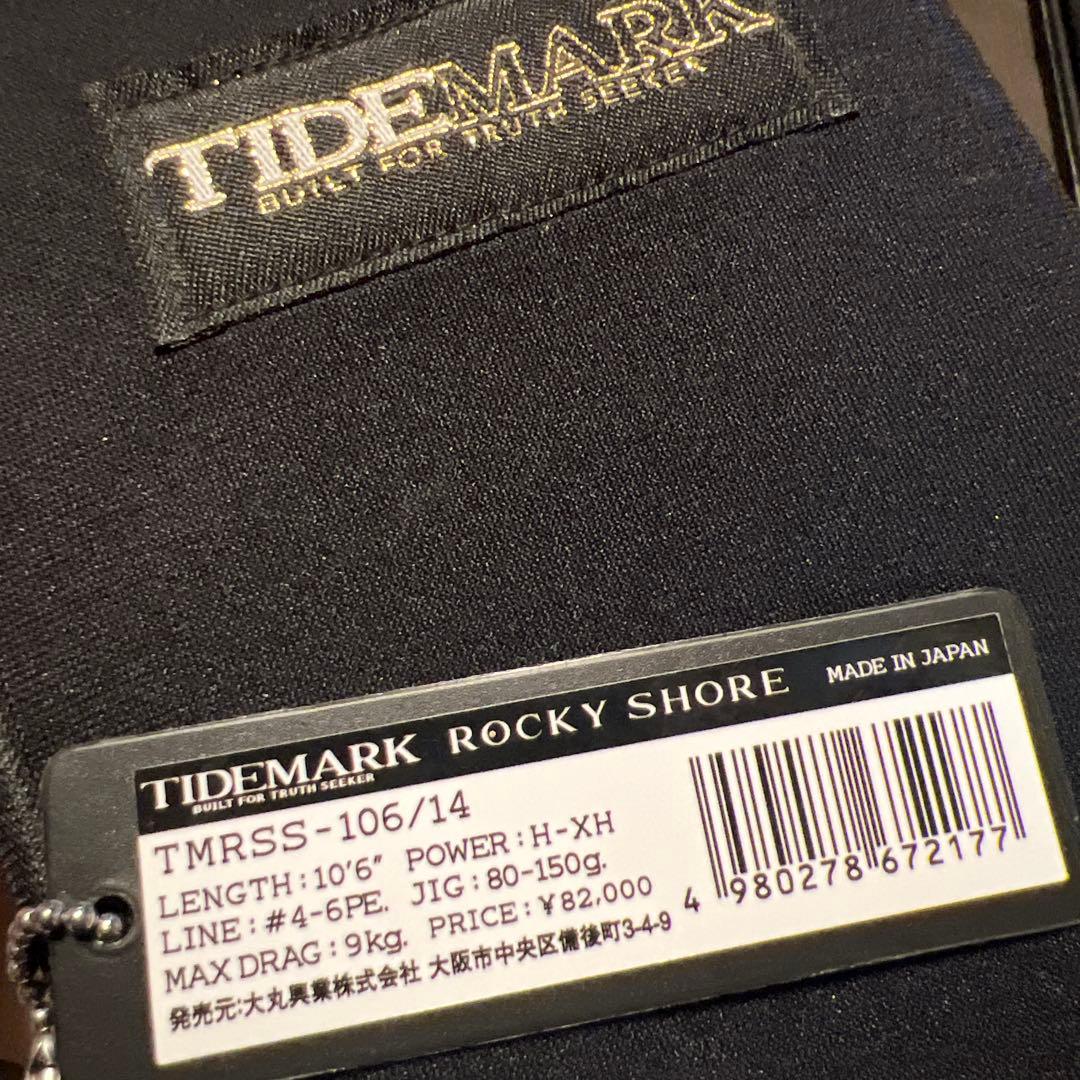 TIDEMARK
BUILT FOR TRUTH SEEKER
TIDEMARK ROCKY SHORE MADE IN JAPAN
BUILT FOR TRUTH SEEKER
TMRSS-106/14
LENGTH:10'6" POWER:H-XH
LINE:#4-6PE. JIG:80-150g.
MAX DRAG:9kg. PRICE:¥82,000
発売元:大丸興業株式会社 大阪市中央区備後町3-4-9
4 980278 672177